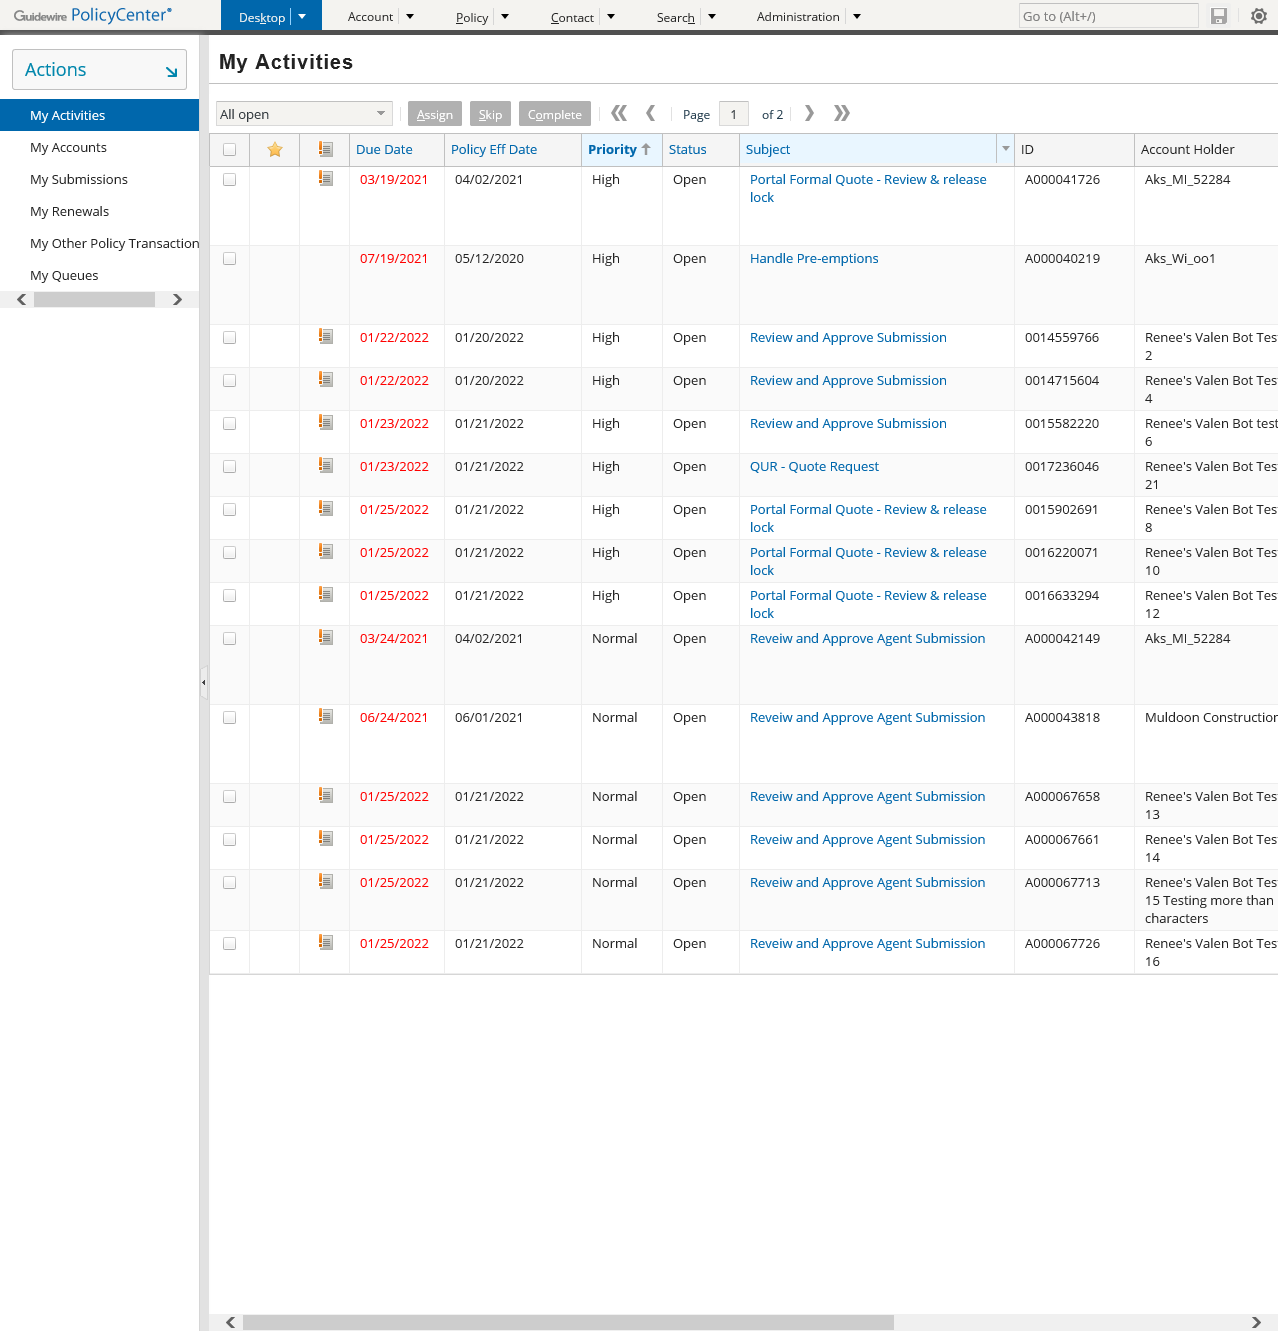 Guidewire PolicyCenter®
Desktop Account Policy Contact Search Administration Go to (Alt+/)
Actions
My Activities
My Accounts
My Submissions
My Renewals
My Other Policy Transaction
My Queues
My Activities
All open Assign Skip Complete Page 1 of 2
Due Date Policy Eff Date Priority Status Subject ID Account Holder
03/19/2021 04/02/2021 High Open Portal Formal Quote - Review & release A000041726 Aks_MI_52284
lock
07/19/2021 05/12/2020 High Open Handle Pre-emptions A000040219 Aks_Wi_oo1
01/22/2022 01/20/2022 High Open Review and Approve Submission 0014559766 Renee's Valen Bot Tes
2
01/22/2022 01/20/2022 High Open Review and Approve Submission 0014715604 Renee's Valen Bot Tes
4
01/23/2022 01/21/2022 High Open Review and Approve Submission 0015582220 Renee's Valen Bot test
6
01/23/2022 01/21/2022 High Open QUR - Quote Request 0017236046 Renee's Valen Bot Tes
21
01/25/2022 01/21/2022 High Open Portal Formal Quote - Review & release 0015902691 Renee's Valen Bot Tes
lock 8
01/25/2022 01/21/2022 High Open Portal Formal Quote - Review & release 0016220071 Renee's Valen Bot Tes
lock 10
01/25/2022 01/21/2022 High Open Portal Formal Quote - Review & release 0016633294 Renee's Valen Bot Tes
lock 12
03/24/2021 04/02/2021 Normal Open Reveiw and Approve Agent Submission A000042149 Aks_MI_52284
06/24/2021 06/01/2021 Normal Open Reveiw and Approve Agent Submission A000043818 Muldoon Construction
01/25/2022 01/21/2022 Normal Open Reveiw and Approve Agent Submission A000067658 Renee's Valen Bot Tes
13
01/25/2022 01/21/2022 Normal Open Reveiw and Approve Agent Submission A000067661 Renee's Valen Bot Tes
14
01/25/2022 01/21/2022 Normal Open Reveiw and Approve Agent Submission A000067713 Renee's Valen Bot Tes
15 Testing more than
characters
01/25/2022 01/21/2022 Normal Open Reveiw and Approve Agent Submission A000067726 Renee's Valen Bot Tes
16